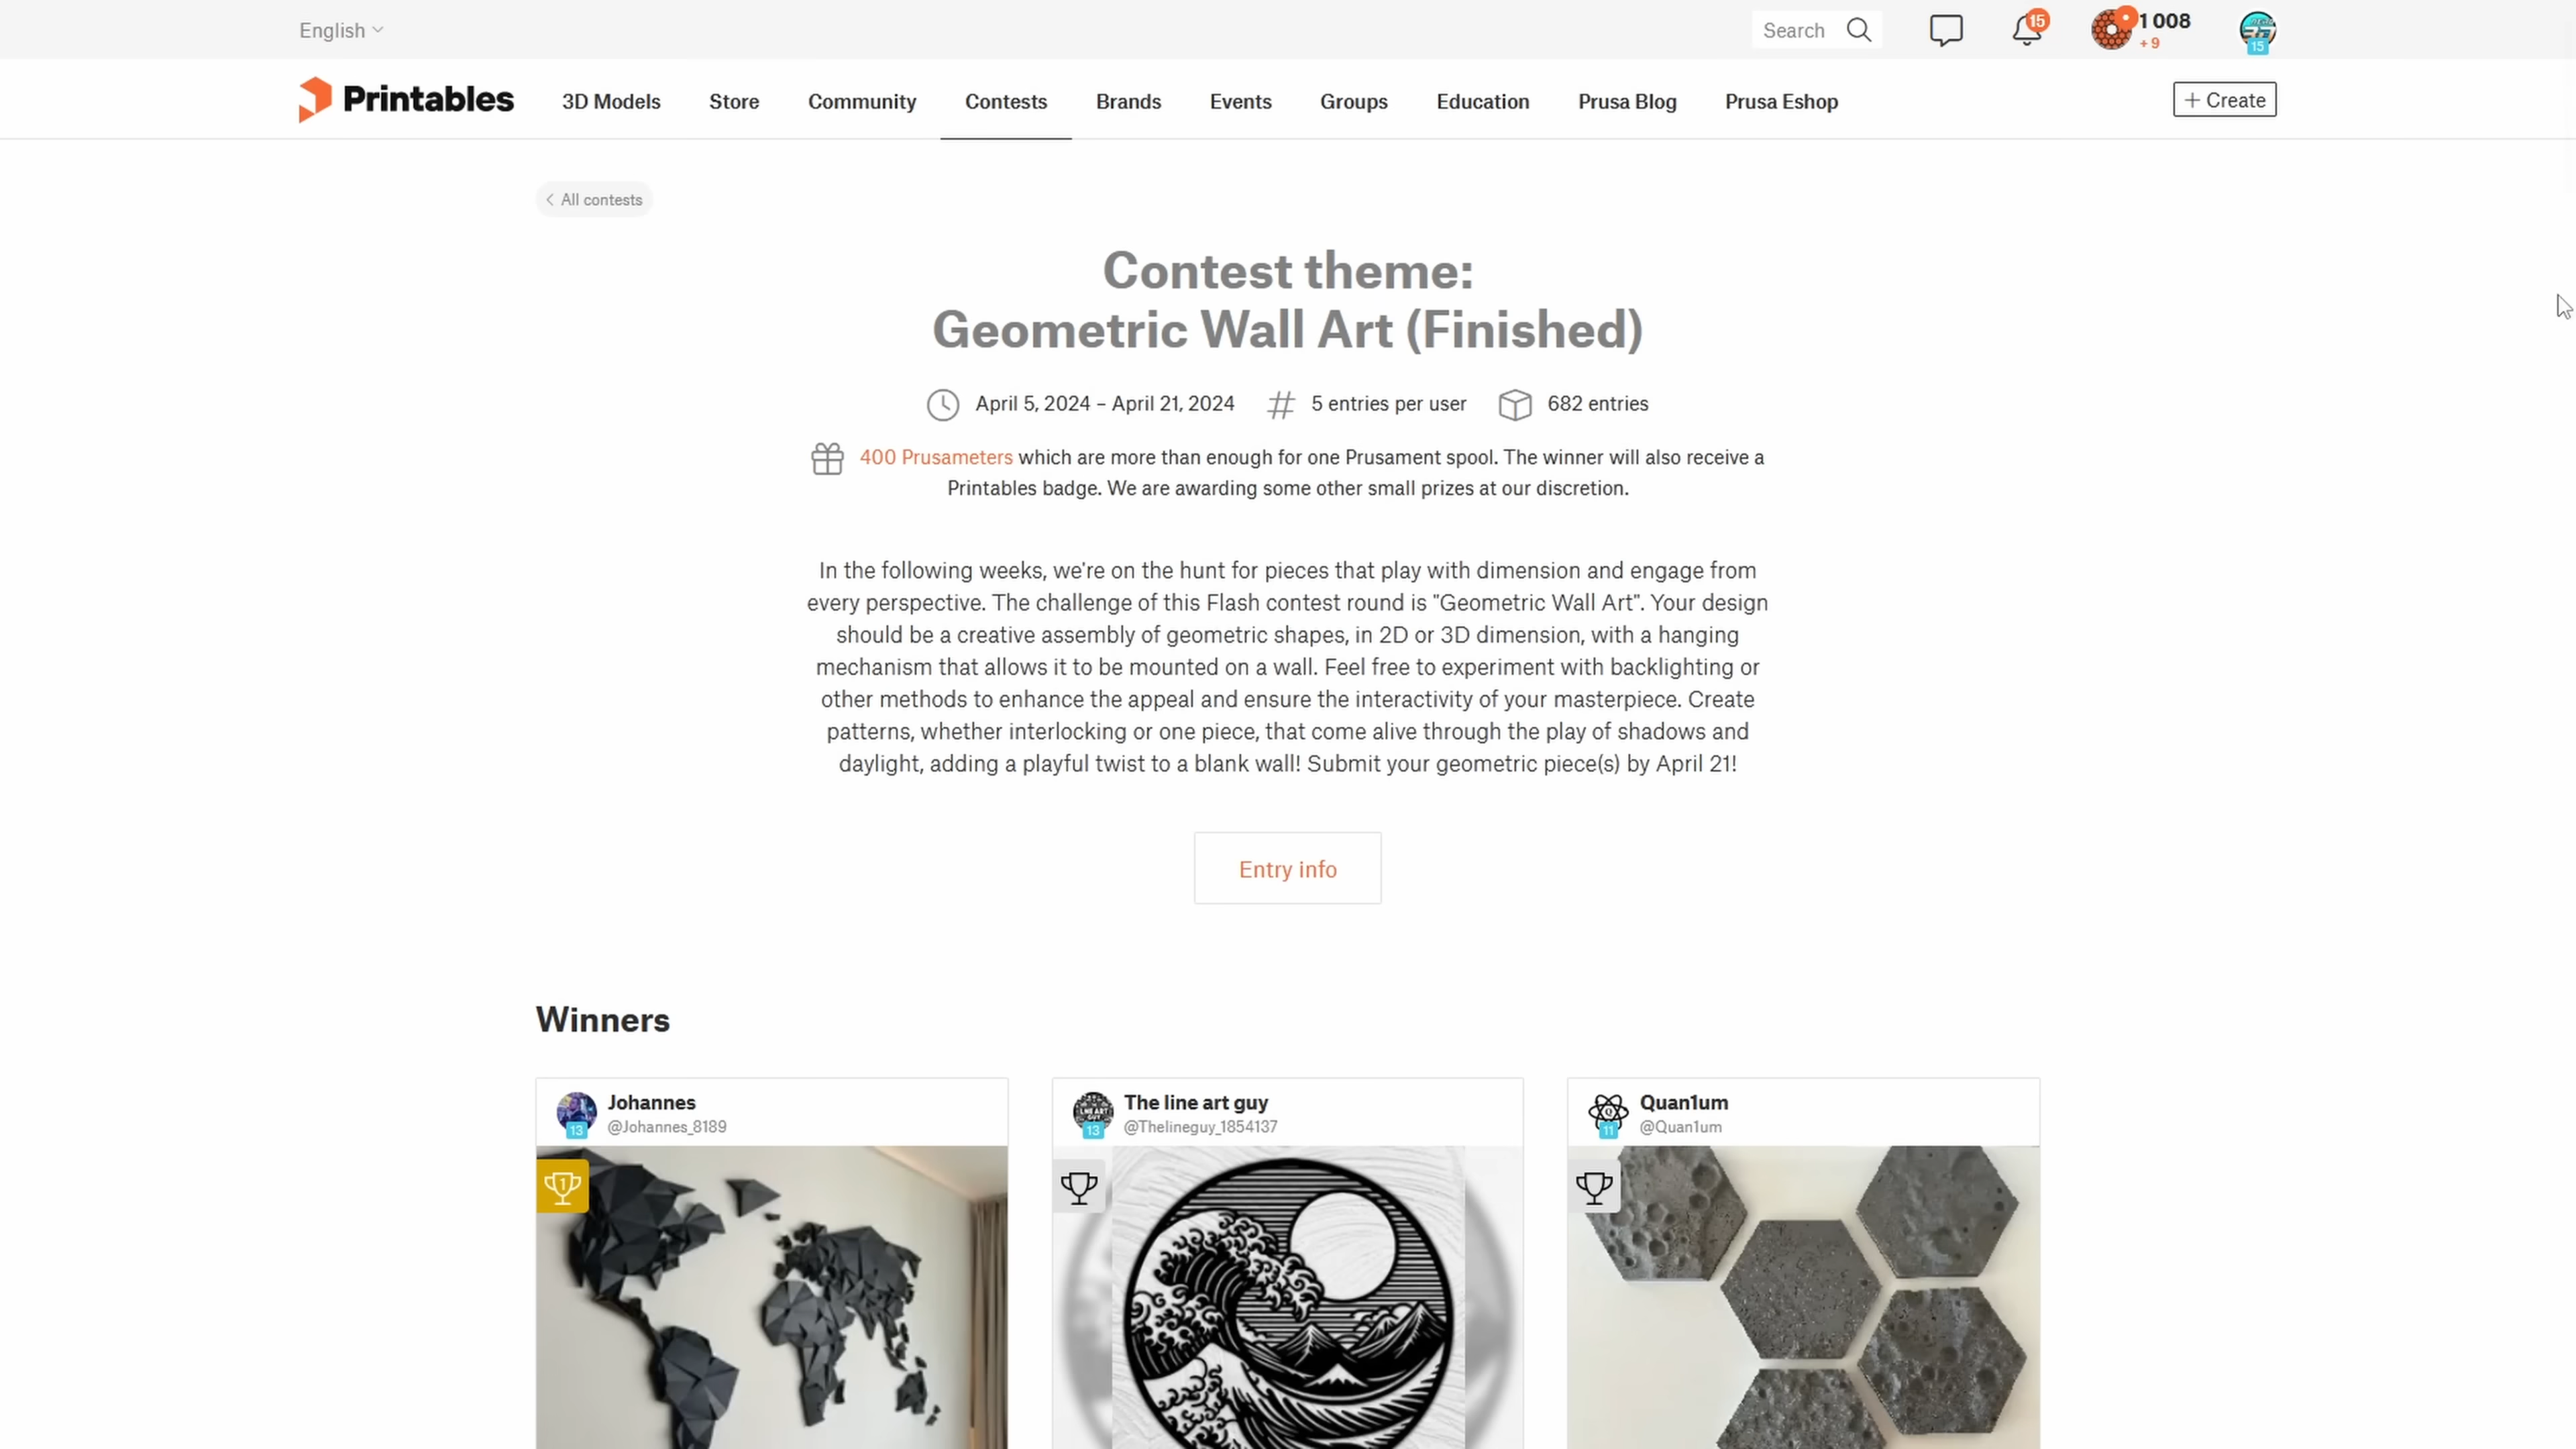 English
Search
15
1 008
+ 9
15
Printables
3D Models
Store
Community
Contests
Brands
Events
Groups
Education
Prusa Blog
Prusa Eshop
+ Create
All contests
Contest theme:
Geometric Wall Art (Finished)
April 5, 2024 – April 21, 2024
5 entries per user
682 entries
400 Prusameters which are more than enough for one Prusament spool. The winner will also receive a
Printables badge. We are awarding some other small prizes at our discretion.
In the following weeks, we're on the hunt for pieces that play with dimension and engage from
every perspective. The challenge of this Flash contest round is "Geometric Wall Art". Your design
should be a creative assembly of geometric shapes, in 2D or 3D dimension, with a hanging
mechanism that allows it to be mounted on a wall. Feel free to experiment with backlighting or
other methods to enhance the appeal and ensure the interactivity of your masterpiece. Create
patterns, whether interlocking or one piece, that come alive through the play of shadows and
daylight, adding a playful twist to a blank wall! Submit your geometric piece(s) by April 21!
Entry info
Winners
Johannes
@Johannes_8189
13
1
The line art guy
@Thelineguy_1854137
LINE ART
GUY
13
Quan1um
@Quan1um
11